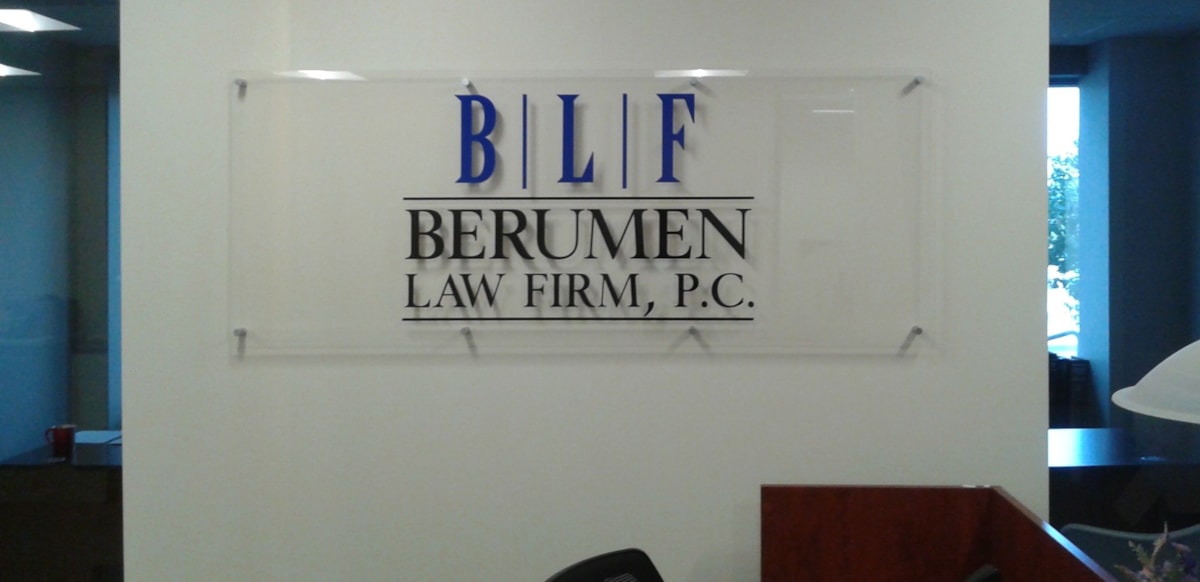 B|L|F
BERUMEN
LAW FIRM, P.C.